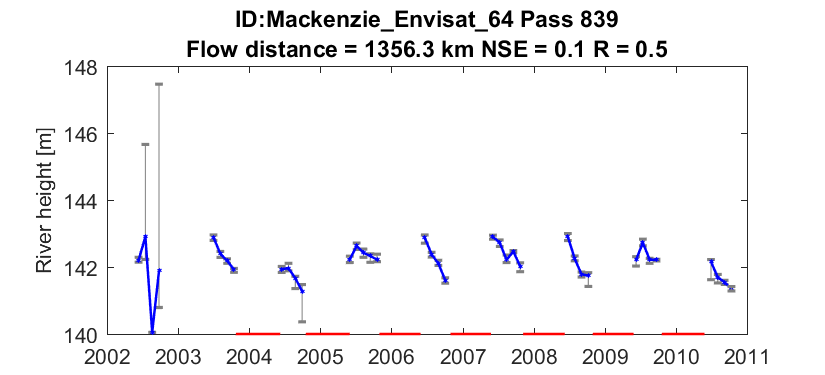 ID:Mackenzie_Envisat_64 Pass 839
Flow distance = 1356.3 km NSE = 0.1 R = 0.5
River height [m]
148
146
144
142
140
2002 2003 2004 2005 2006 2007 2008 2009 2010 2011